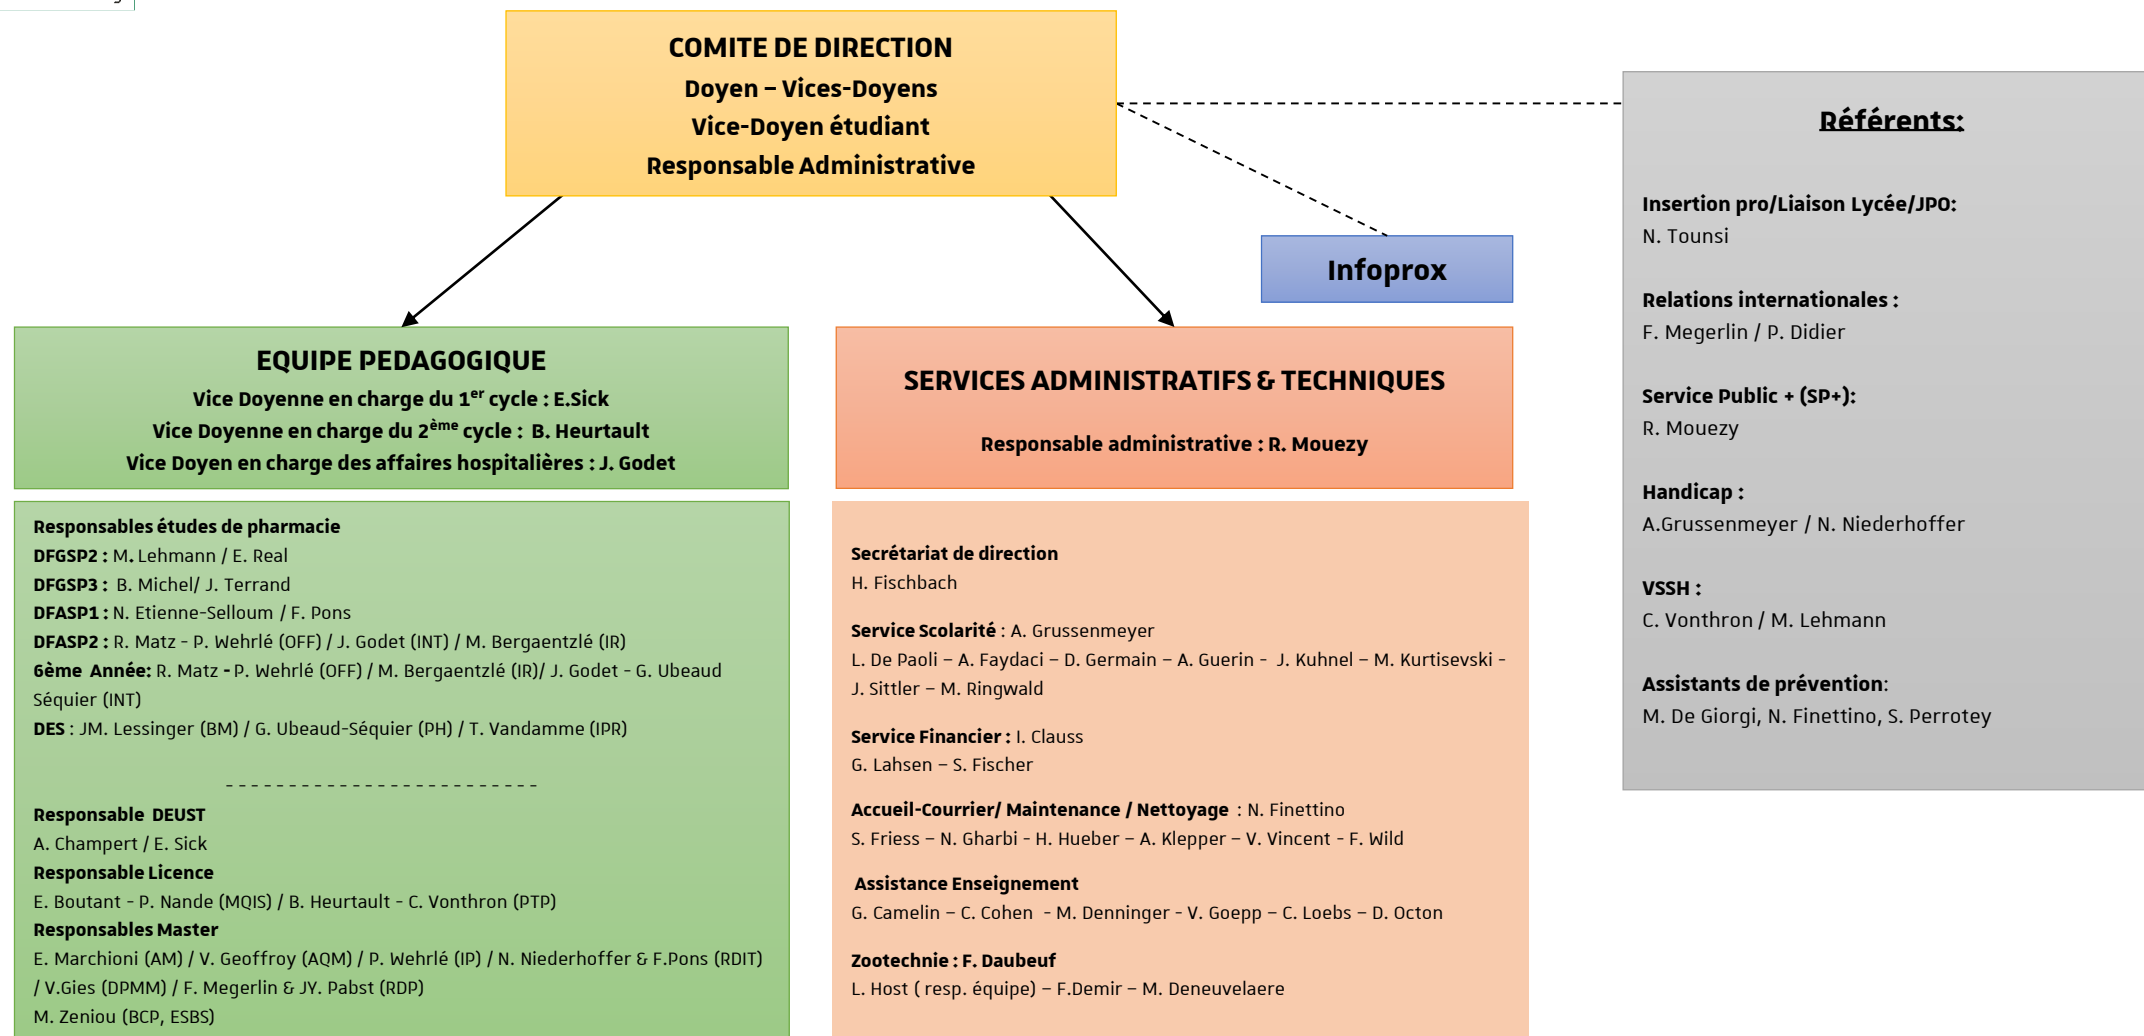 COMITE DE DIRECTION
Doyen – Vices-Doyens
Vice-Doyen étudiant
Responsable Administrative
Infoprox
EQUIPE PEDAGOGIQUE
Vice Doyenne en charge du 1er cycle : E.Sick
Vice Doyenne en charge du 2ème cycle : B. Heurtault
Vice Doyen en charge des affaires hospitalières : J. Godet
Responsables études de pharmacie
DFGSP2 : M. Lehmann / E. Real
DFGSP3 : B. Michel/ J. Terrand
DFASP1 : N. Etienne-Selloum / F. Pons
DFASP2 : R. Matz - P. Wehrlé (OFF) / J. Godet (INT) / M. Bergaentzlé (IR)
6ème Année: R. Matz - P. Wehrlé (OFF) / M. Bergaentzlé (IR)/ J. Godet - G. Ubeaud
Séquier (INT)
DES : JM. Lessinger (BM) / G. Ubeaud-Séquier (PH) / T. Vandamme (IPR)
- - - - - - - - - - - - - - - - - - - - - - - - -
Responsable DEUST
A. Champert / E. Sick
Responsable Licence
E. Boutant - P. Nande (MQIS) / B. Heurtault - C. Vonthron (PTP)
Responsables Master
E. Marchioni (AM) / V. Geoffroy (AQM) / P. Wehrlé (IP) / N. Niederhoffer & F.Pons (RDIT)
/ V.Gies (DPMM) / F. Megerlin & JY. Pabst (RDP)
M. Zeniou (BCP, ESBS)
SERVICES ADMINISTRATIFS & TECHNIQUES
Responsable administrative : R. Mouezy
Secrétariat de direction
H. Fischbach
Service Scolarité : A. Grussenmeyer
L. De Paoli – A. Faydaci – D. Germain – A. Guerin - J. Kuhnel – M. Kurtisevski -
J. Sittler – M. Ringwald
Service Financier : I. Clauss
G. Lahsen – S. Fischer
Accueil-Courrier/ Maintenance / Nettoyage : N. Finettino
S. Friess – N. Gharbi - H. Hueber – A. Klepper – V. Vincent - F. Wild
Assistance Enseignement
G. Camelin – C. Cohen - M. Denninger - V. Goepp – C. Loebs – D. Octon
Zootechnie : F. Daubeuf
L. Host ( resp. équipe) – F.Demir – M. Deneuvelaere
Référents:
Insertion pro/Liaison Lycée/JPO:
N. Tounsi
Relations internationales :
F. Megerlin / P. Didier
Service Public + (SP+):
R. Mouezy
Handicap :
A.Grussenmeyer / N. Niederhoffer
VSSH :
C. Vonthron / M. Lehmann
Assistants de prévention:
M. De Giorgi, N. Finettino, S. Perrotey